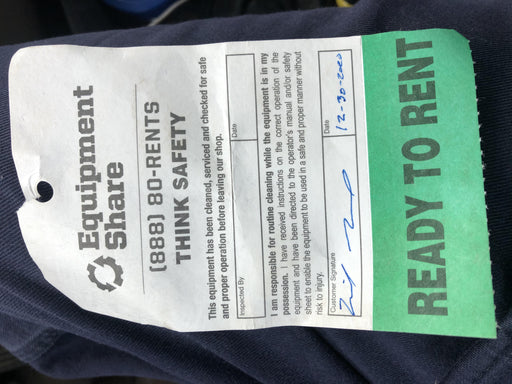 Equipment
Share
(888) 80-RENTS
THINK SAFETY
This equipment has been cleaned, serviced and checked for safe
and proper operation before leaving our shop.
Inspected By
Date
I am responsible for routine cleaning while the equipment is in my
possession. I have received instructions on the correct operation of the
equipment and have been directed to the operator's manual and/or safety
sheet to enable the equipment to be used in a safe and proper manner without
risk to injury.
Customer Signature
Date
12-30-2020
READY TO RENT